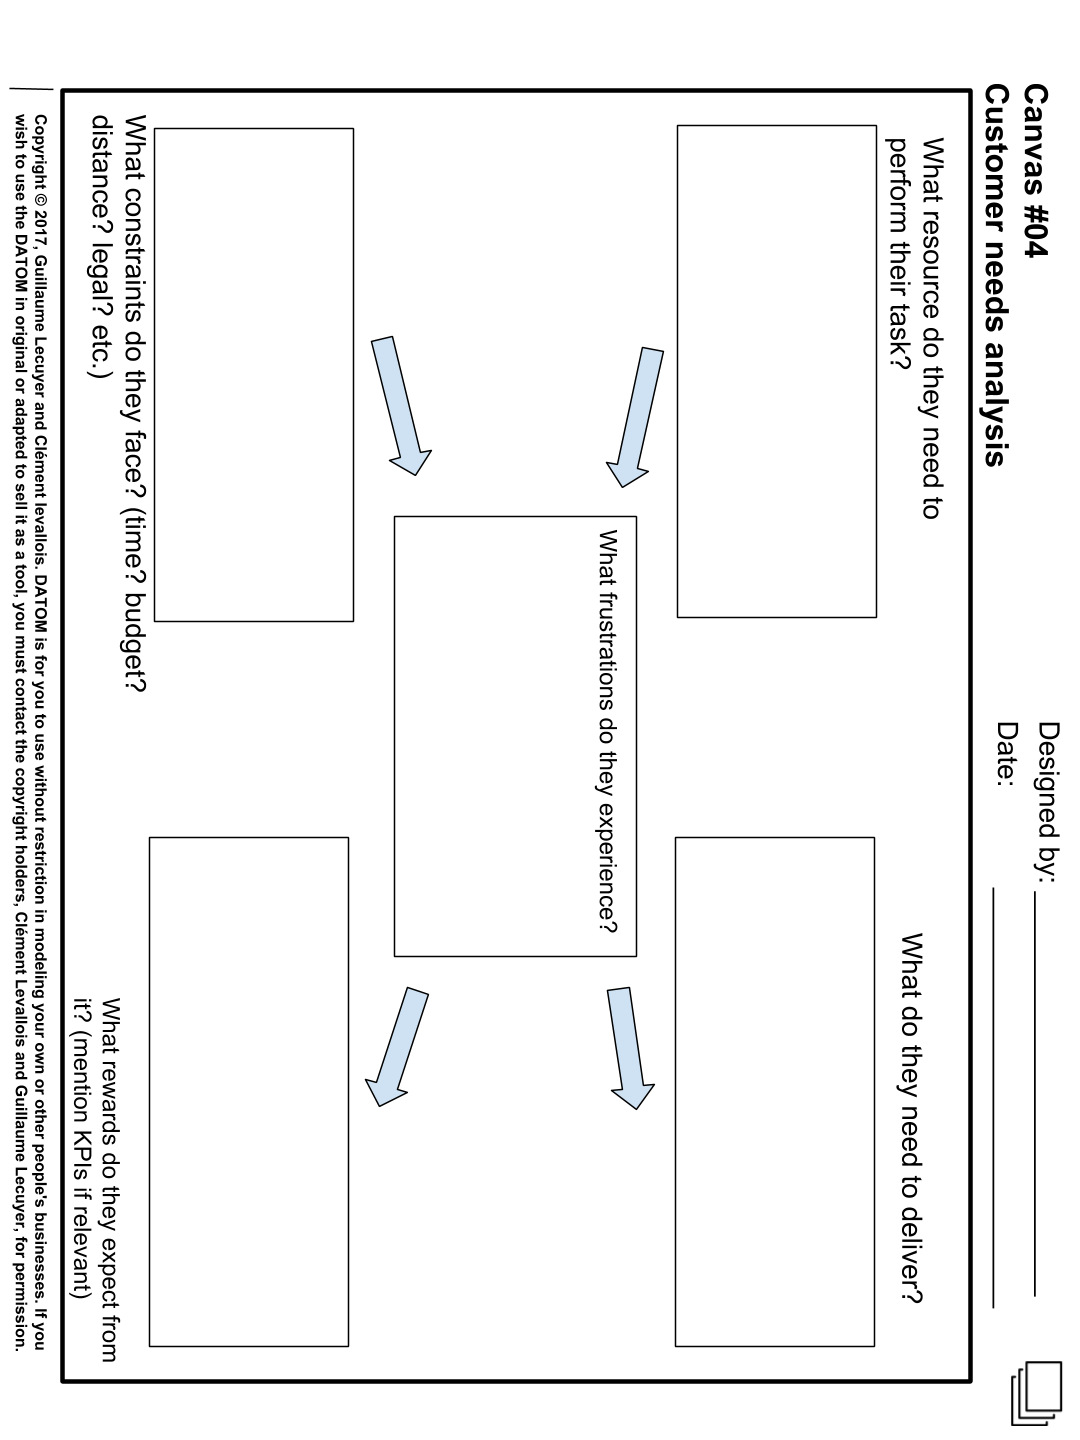 Canvas #04
Customer needs analysis
Designed by:
Date:
What resource do they need to
perform their task?
What do they need to deliver?
What frustrations do they experience?
What constraints do they face? (time? budget?
distance? legal? etc.)
What rewards do they expect from
it? (mention KPIs if relevant)
Copyright © 2017, Guillaume Lecuyer and Clément levallois. DATOM is for you to use without restriction in modeling your own or other people's businesses. If you
wish to use the DATOM in original or adapted to sell it as a tool, you must contact the copyright holders, Clément Levallois and Guillaume Lecuyer, for permission.